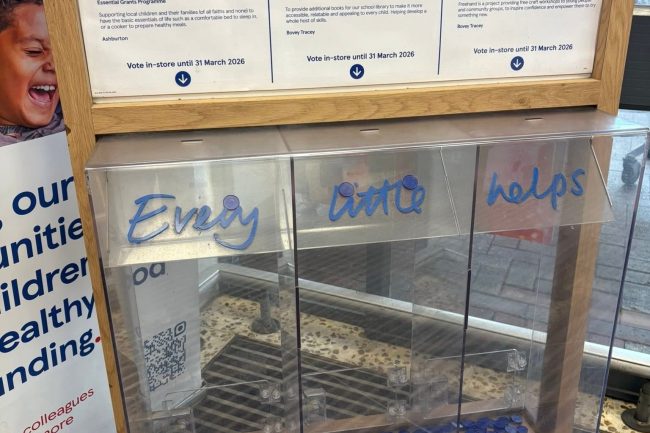 Essential Grants Programme
Supporting local children and their families (of all faiths and none) to have the basic essentials of life such as a comfortable bed to sleep in, or a cooker to prepare healthy meals.
Ashburton
Vote in-store until 31 March 2026
To provide additional books for our school library to make it more accessible, relatable and appealing to every child. Helping develop a whole host of skills.
Bovey Tracey
Vote in-store until 31 March 2026
Freehand is a project providing free craft workshops to young people and community groups, to inspire confidence and empower them to try something new.
Bovey Tracey
Vote in-store until 31 March 2026
Every little helps
our
unitie
ildren
ealthy
nding.
colleagues
ore